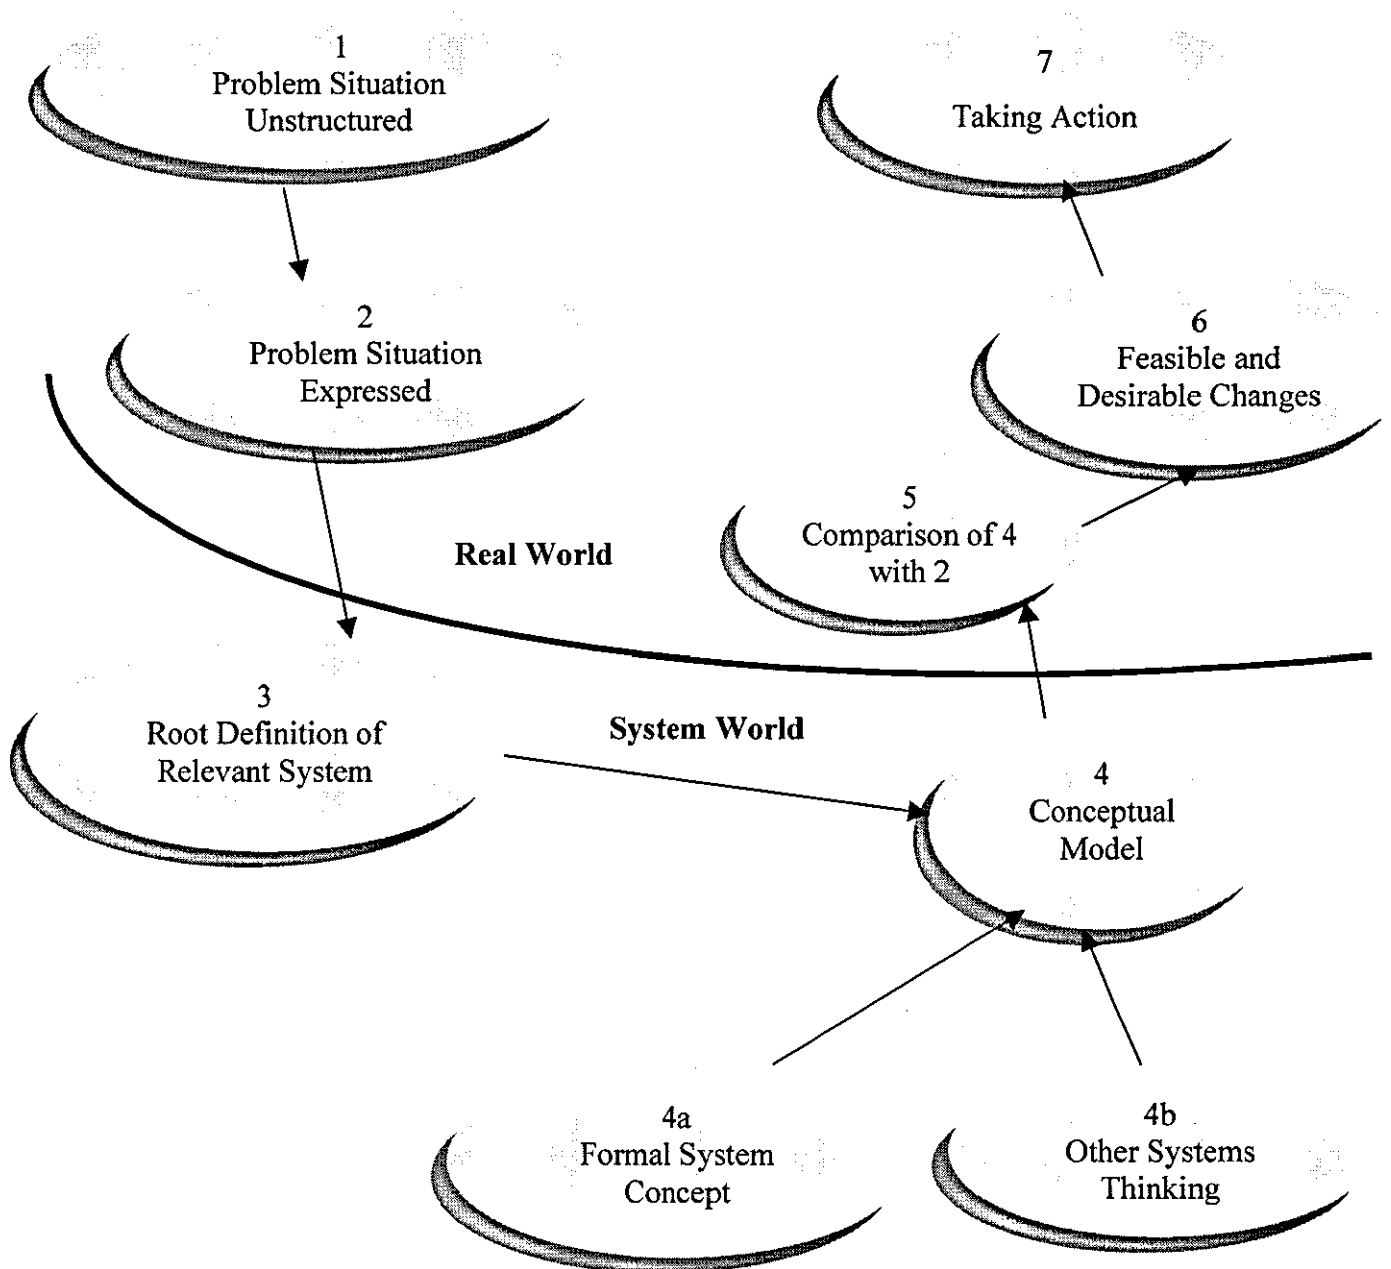 1
Problem Situation
Unstructured
7
Taking Action
2
Problem Situation
Expressed
6
Feasible and
Desirable Changes
5
Comparison of 4
with 2
Real World
3
Root Definition of
Relevant System
System World
4
Conceptual
Model
4a
Formal System
Concept
4b
Other Systems
Thinking